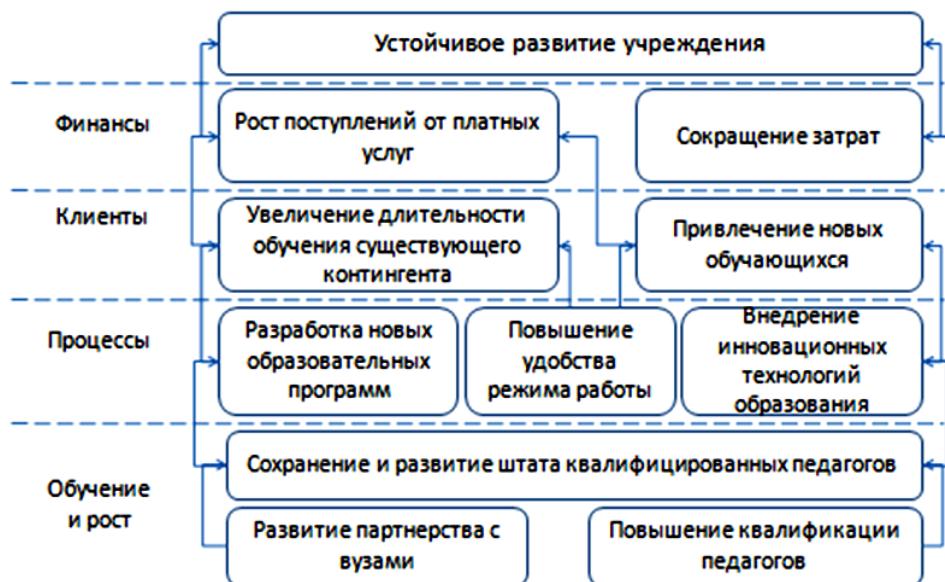 Устойчивое развитие учреждения
Финансы
Рост поступлений от платных
услуг
Сокращение затрат
Клиенты
Увеличение длительности
обучения существующего
контингента
Привлечение новых
обучающихся
Процессы
Разработка новых
образовательных
программ
Повышение
удобства
режима работы
Внедрение
инновационных
технологий
образования
Обучение
и рост
Сохранение и развитие штата квалифицированных педагогов
Развитие партнерства с
вузами
Повышение квалификации
педагогов